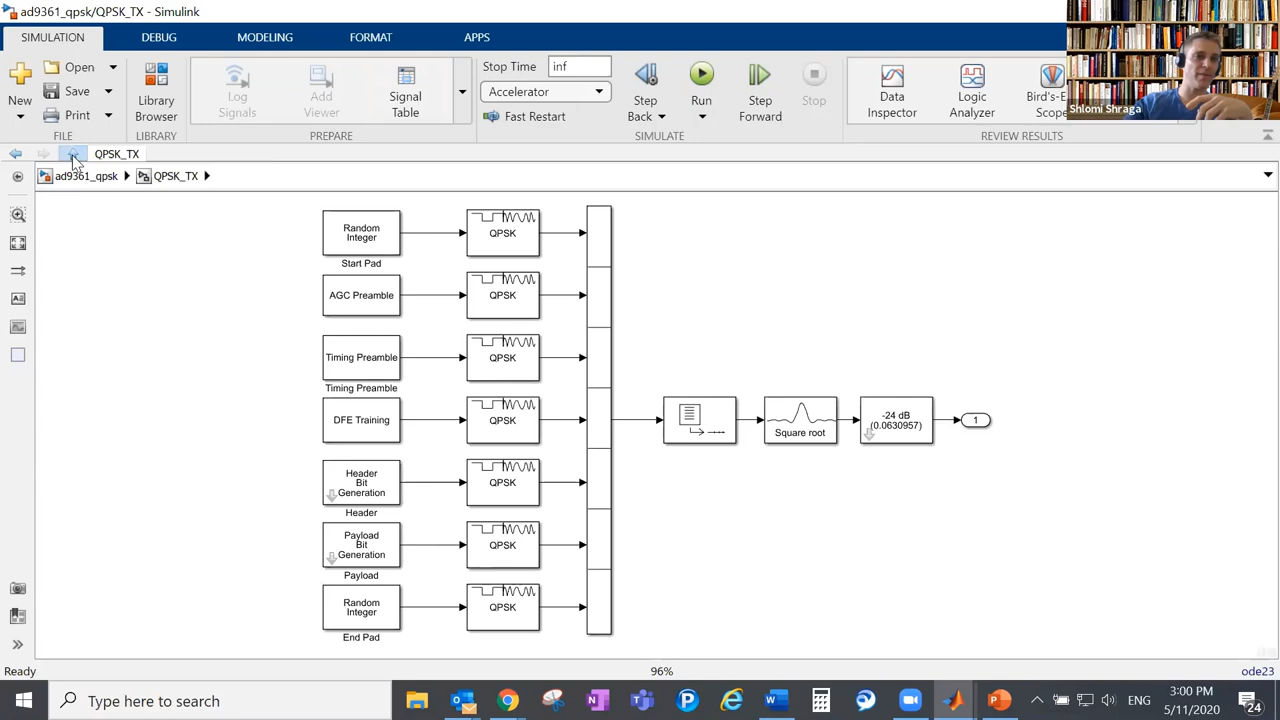 ad9361_qpsk/QPSK_TX - Simulink
SIMULATION
DEBUG
MODELING
FORMAT
APPS
New
Open
Save
Print
FILE
Library
Browser
LIBRARY
Log
Signals
Add
Viewer
Signal
Table
PREPARE
Stop Time
inf
Accelerator
Fast Restart
Step
Back
Run
Step
Forward
Stop
SIMULATE
Data
Inspector
Logic
Analyzer
Bird's-E
Scop
REVIEW RESULTS
Shlomi Shraga
QPSK_TX
ad9361_qpsk
QPSK_TX
Random
Integer
Start Pad
QPSK
AGC Preamble
QPSK
Timing Preamble
Timing Preamble
QPSK
DFE Training
QPSK
Header
Bit
Generation
Header
QPSK
Payload
Bit
Generation
Payload
QPSK
Random
Integer
End Pad
QPSK
Square root
-24 dB
(0.0630957)
1
Ready
96%
ode23
Type here to search
ENG
3:00 PM
5/11/2020
24